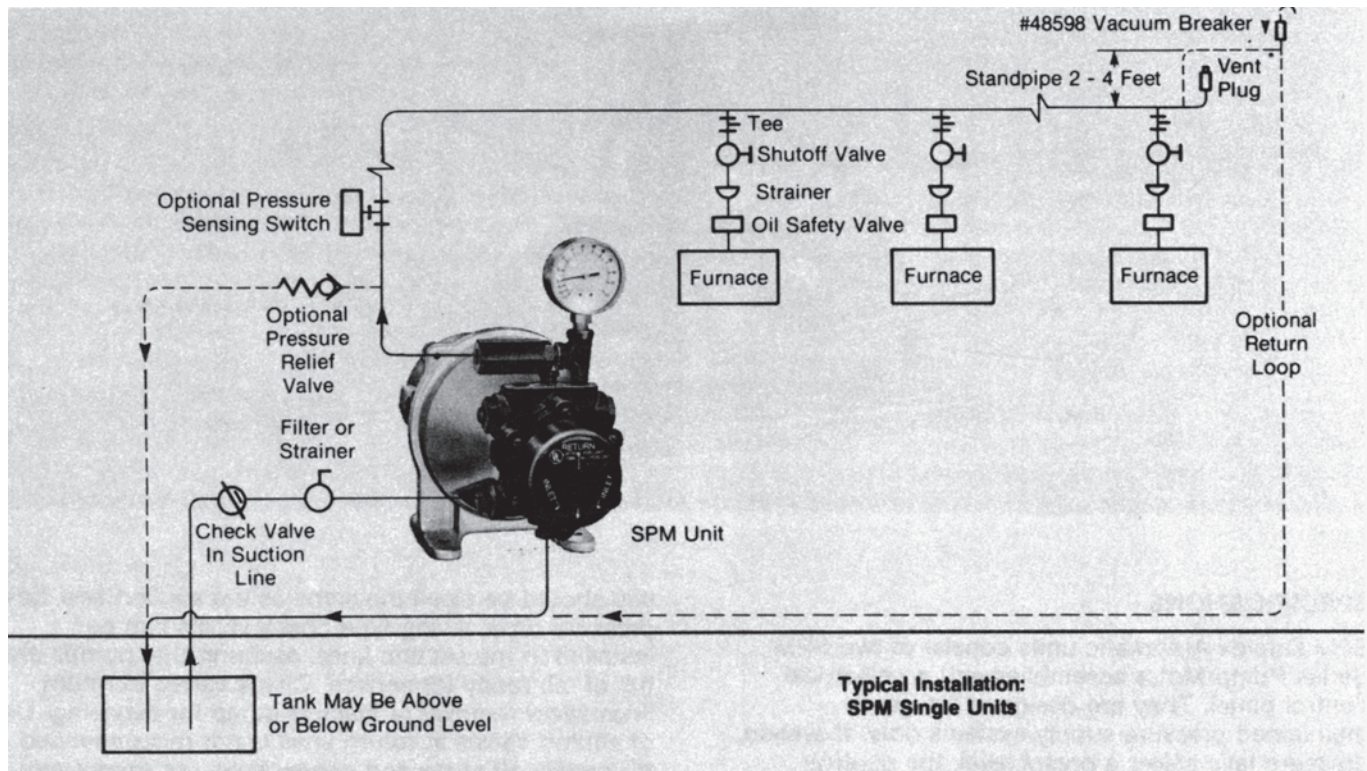 #48598 Vacuum Breaker
Standpipe 2 - 4 Feet
*
Vent
Plug
Tee
Shutoff Valve
Strainer
Oil Safety Valve
Furnace
Furnace
Furnace
Optional Pressure
Sensing Switch
Optional
Pressure
Relief
Valve
Optional
Return
Loop
Filter or
Strainer
RETURN
INLET
INLET
Check Valve
In Suction
Line
SPM Unit
Tank May Be Above
or Below Ground Level
Typical Installation:
SPM Single Units